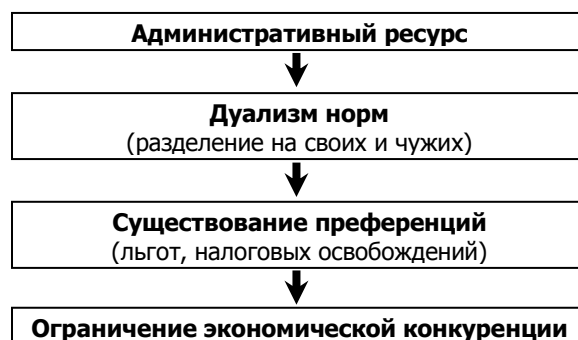 Административный ресурс
Дуализм норм
(разделение на своих и чужих)
Существование преференций
(льгот, налоговых освобождений)
Ограничение экономической конкуренции